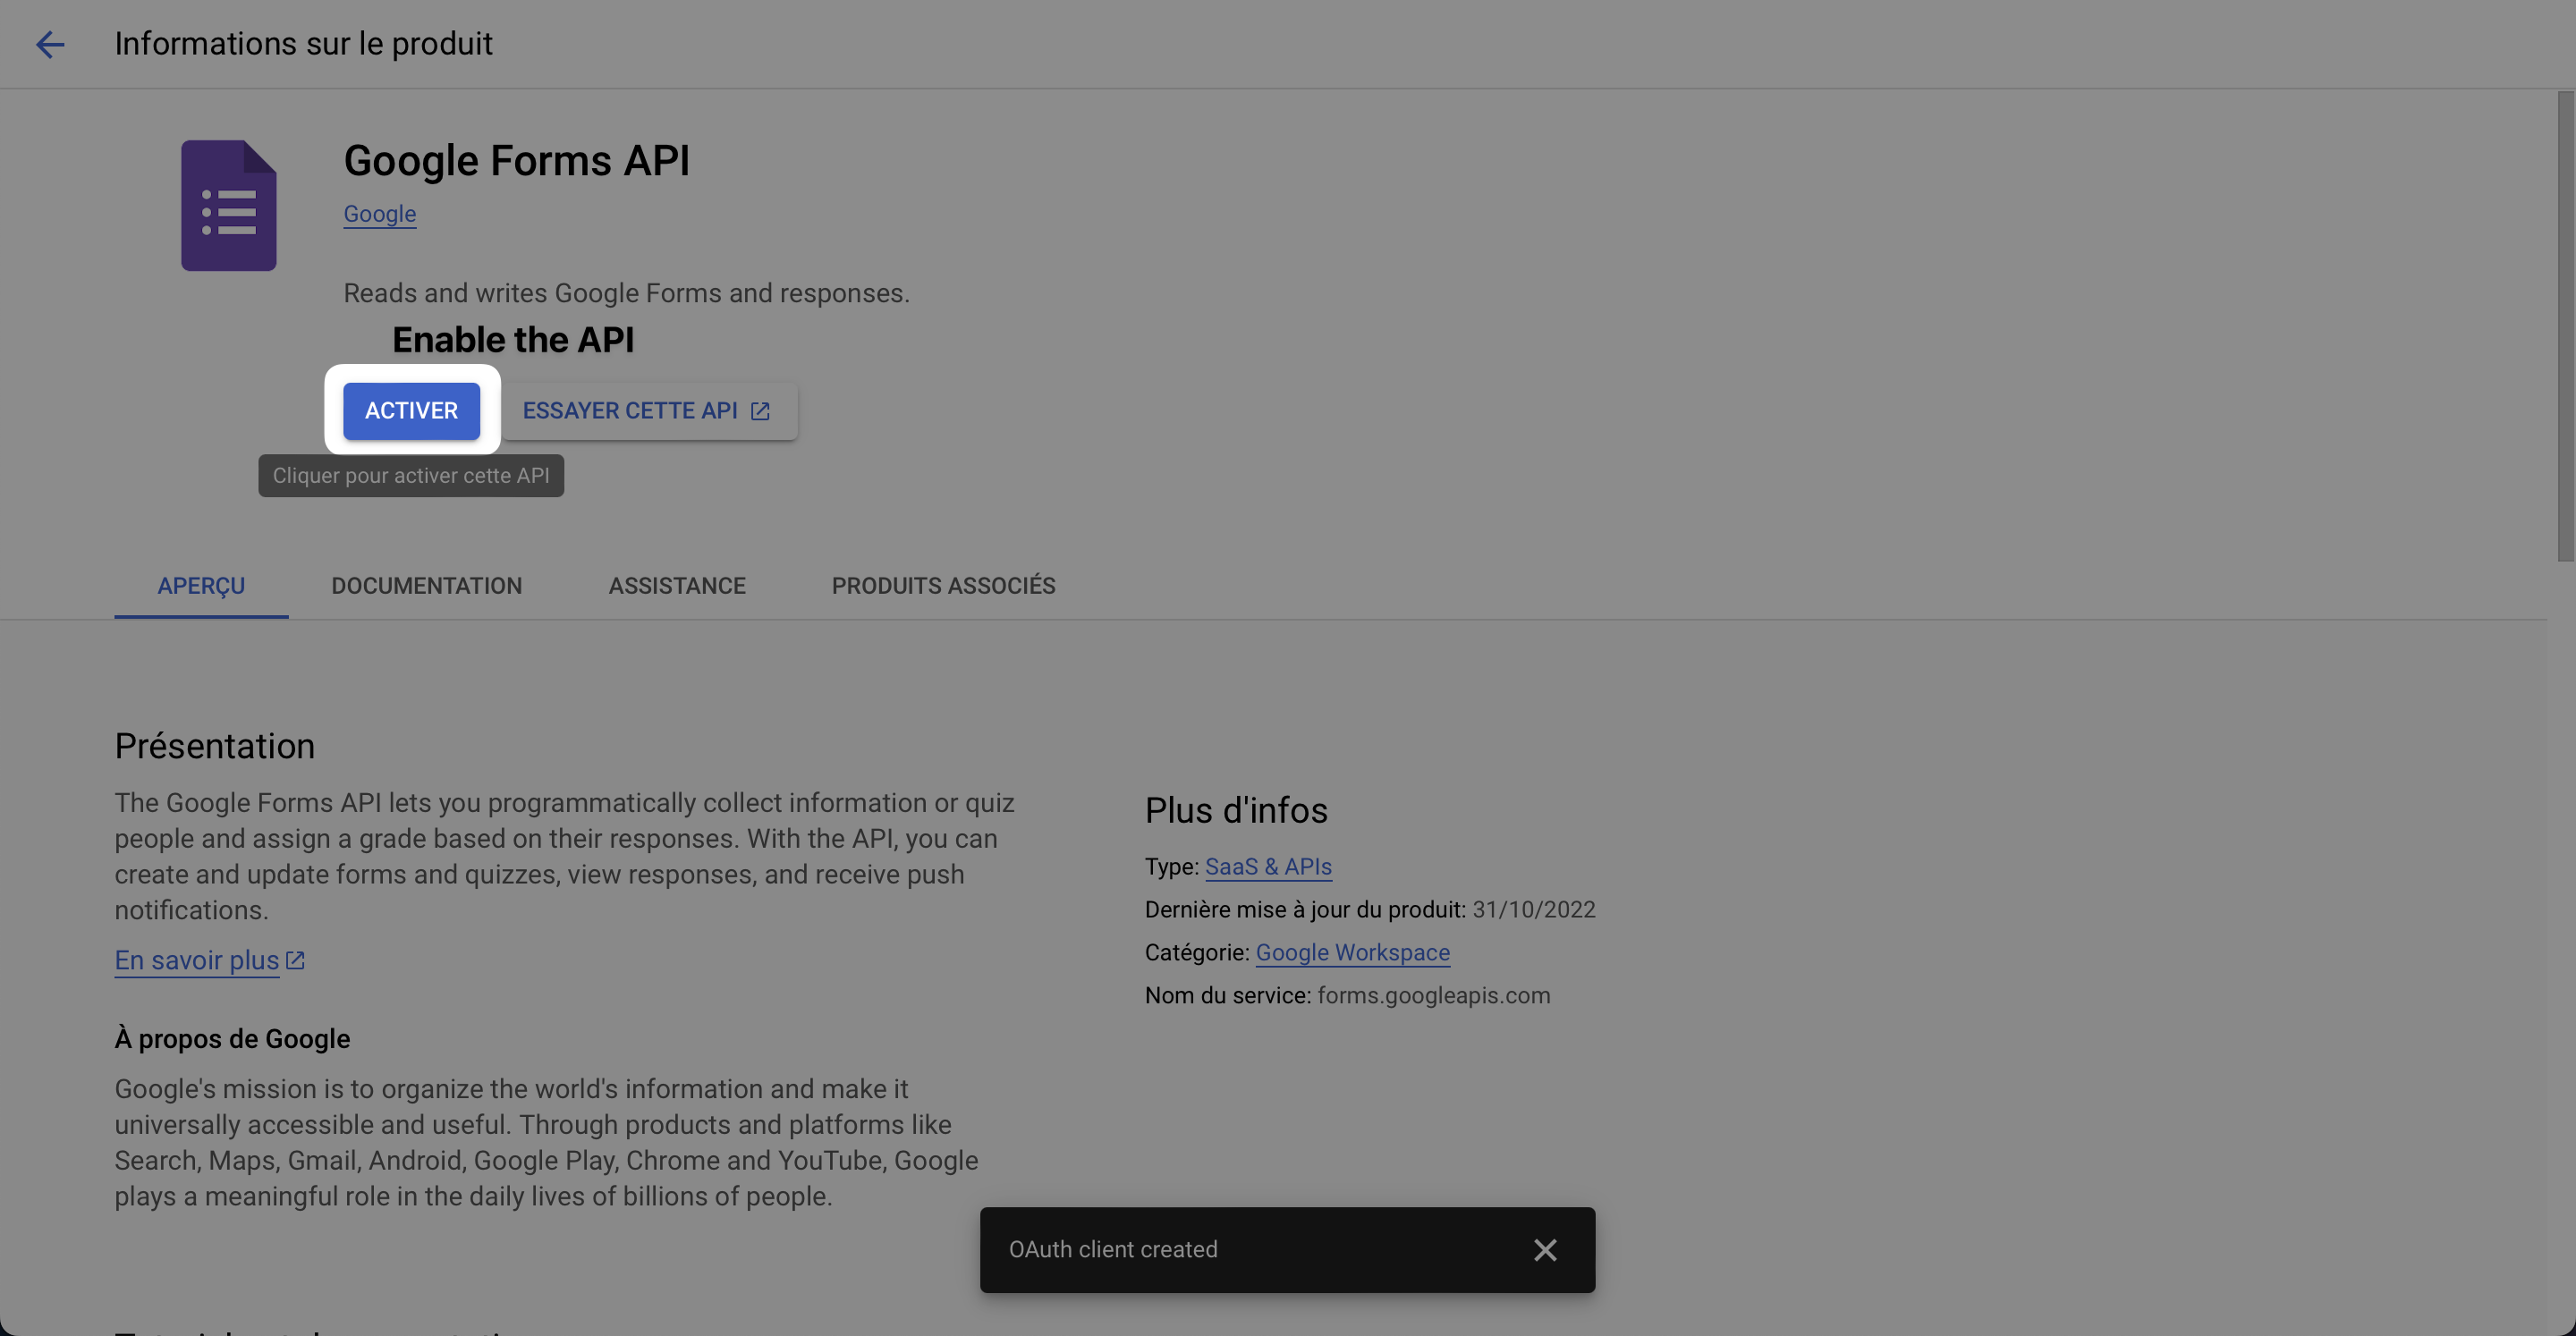 Informations sur le produit
Google Forms API
Google
Reads and writes Google Forms and responses.
Enable the API
ACTIVER
ESSAYER CETTE API
Cliquer pour activer cette API
APERÇU
DOCUMENTATION
ASSISTANCE
PRODUITS ASSOCIÉS
Présentation
The Google Forms API lets you programmatically collect information or quiz
people and assign a grade based on their responses. With the API, you can
create and update forms and quizzes, view responses, and receive push
notifications.
En savoir plus
À propos de Google
Google's mission is to organize the world's information and make it
universally accessible and useful. Through products and platforms like
Search, Maps, Gmail, Android, Google Play, Chrome and YouTube, Google
plays a meaningful role in the daily lives of billions of people.
Plus d'infos
Type: SaaS & APIs
Dernière mise à jour du produit: 31/10/2022
Catégorie: Google Workspace
Nom du service: forms.googleapis.com
OAuth client created